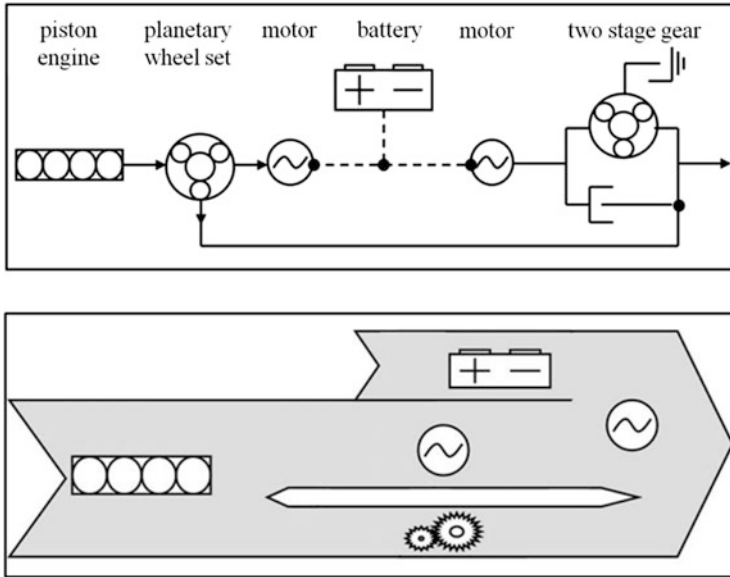 piston planetary motor battery motor two stage gear
engine wheel set